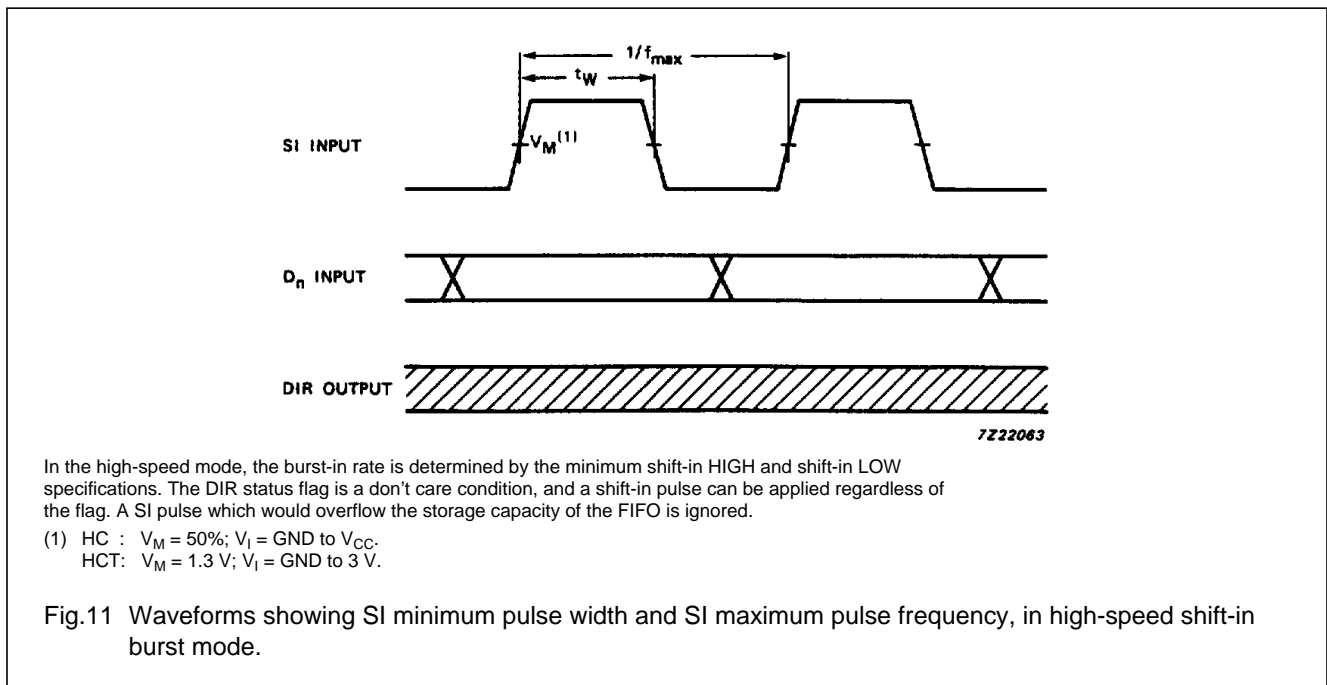 1/fmax
tW
SI INPUT
VM(1)
Dn INPUT
DIR OUTPUT
7Z22063
In the high-speed mode, the burst-in rate is determined by the minimum shift-in HIGH and shift-in LOW
specifications. The DIR status flag is a don’t care condition, and a shift-in pulse can be applied regardless of
the flag. A SI pulse which would overflow the storage capacity of the FIFO is ignored.
(1) HC : VM = 50%; VI = GND to VCC.
HCT: VM = 1.3 V; VI = GND to 3 V.
Fig.11 Waveforms showing SI minimum pulse width and SI maximum pulse frequency, in high-speed shift-in
burst mode.